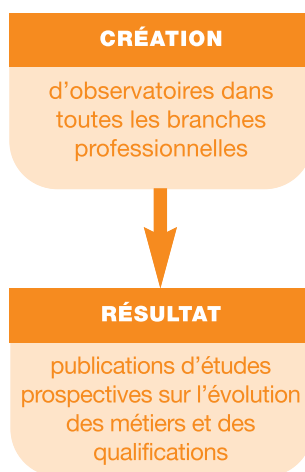 CRÉATION
d’observatoires dans
toutes les branches
professionnelles
RÉSULTAT
publications d’études
prospectives sur l’évolution
des métiers et des
qualifications